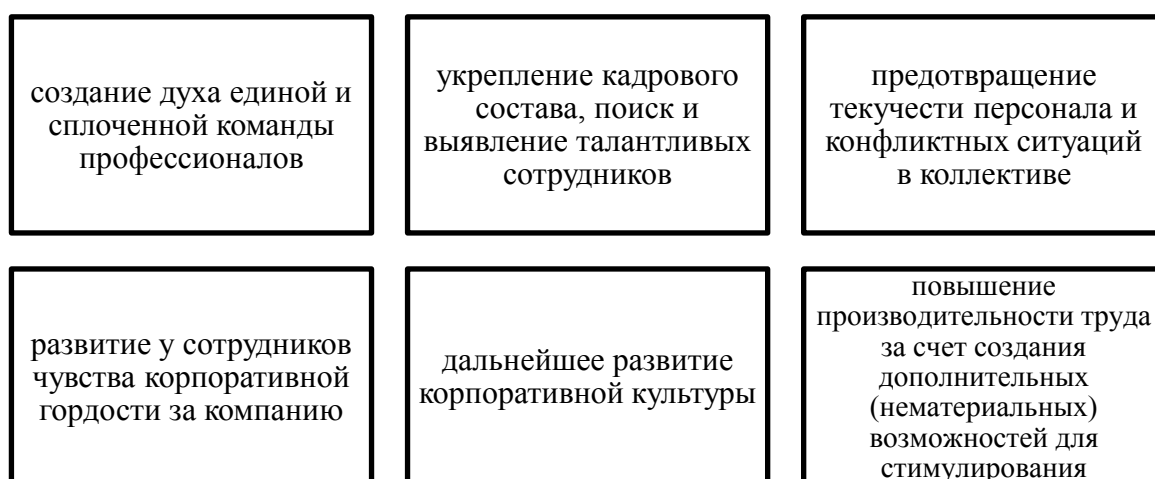 создание духа единой и
сплоченной команды
профессионалов
укрепление кадрового
состава, поиск и
выявление талантливых
сотрудников
предотвращение
текучести персонала и
конфликтных ситуаций
в коллективе
развитие у сотрудников
чувства корпоративной
гордости за компанию
дальнейшее развитие
корпоративной культуры
повышение
производительности труда
за счет создания
дополнительных
(нематериальных)
возможностей для
стимулирования